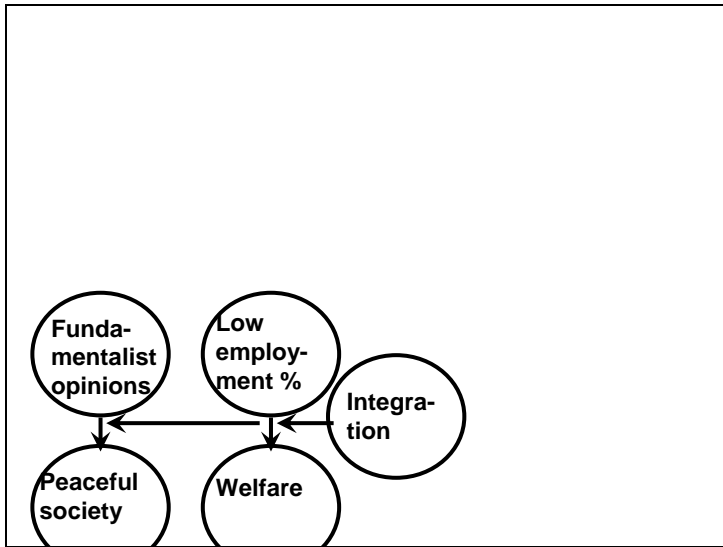 Funda-
mentalist
opinions
Low
employ-
ment %
Integra-
tion
Peaceful
society
Welfare